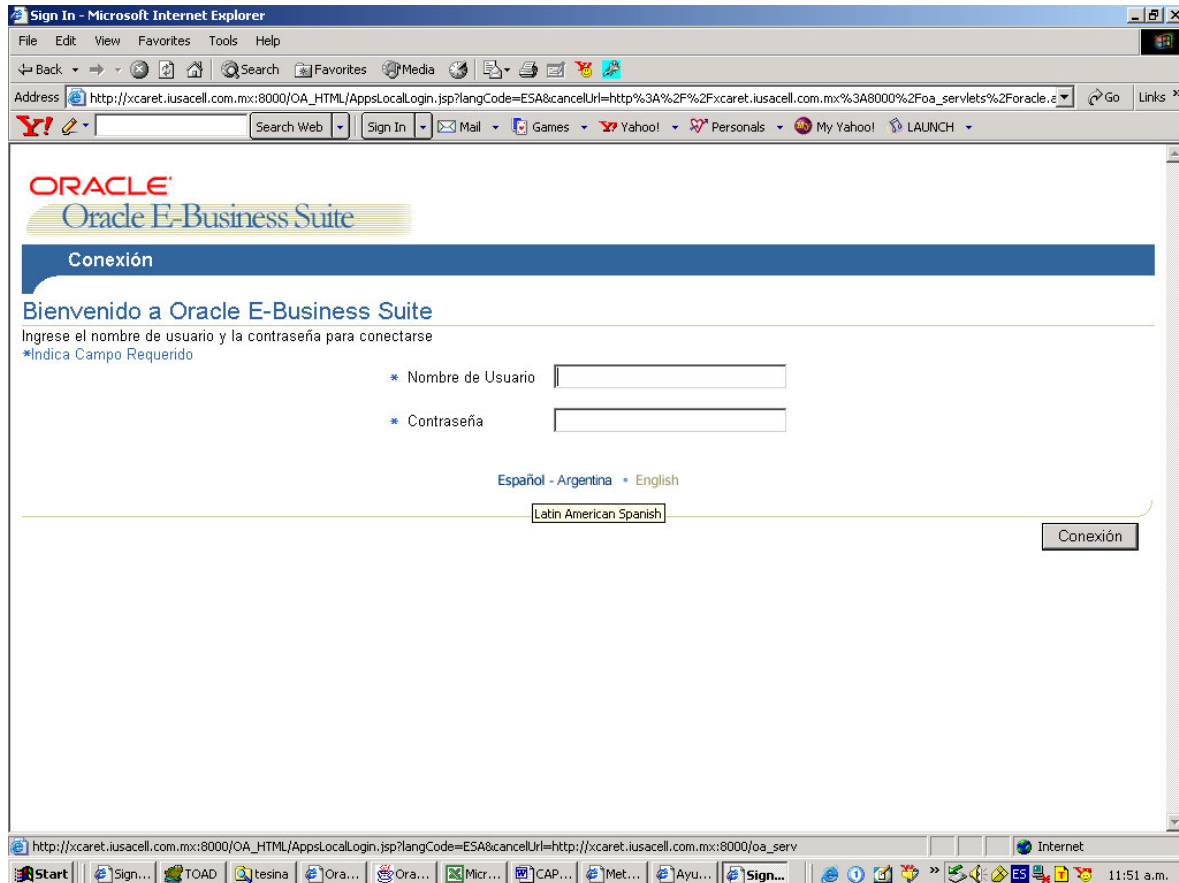 Sign In - Microsoft Internet Explorer
File Edit View Favorites Tools Help
Back Search Favorites Media
Address http://xcaret.iusacell.com.mx:8000/OA_HTML/AppsLocalLogin.jsp?langCode=ESA&cancelUrl=http%3A%2F%2Fxcaret.iusacell.com.mx%3A8000%2Foa_servlets%2Foracle.a Go Links »
Y! Search Web Sign In Mail Games Yahoo! Personals My Yahoo! LAUNCH
ORACLE
Oracle E-Business Suite
Conexión
Bienvenido a Oracle E-Business Suite
Ingrese el nombre de usuario y la contraseña para conectarse
*Indica Campo Requerido
* Nombre de Usuario
* Contraseña
Español - Argentina • English
Latin American Spanish
Conexión
http://xcaret.iusacell.com.mx:8000/OA_HTML/AppsLocalLogin.jsp?langCode=ESA&cancelUrl=http://xcaret.iusacell.com.mx:8000/oa_serv Internet
Start Sign... TOAD tesina Ora... Ora... Micr... CAP... Met... Ayu... Sign... » ES 11:51 a.m.